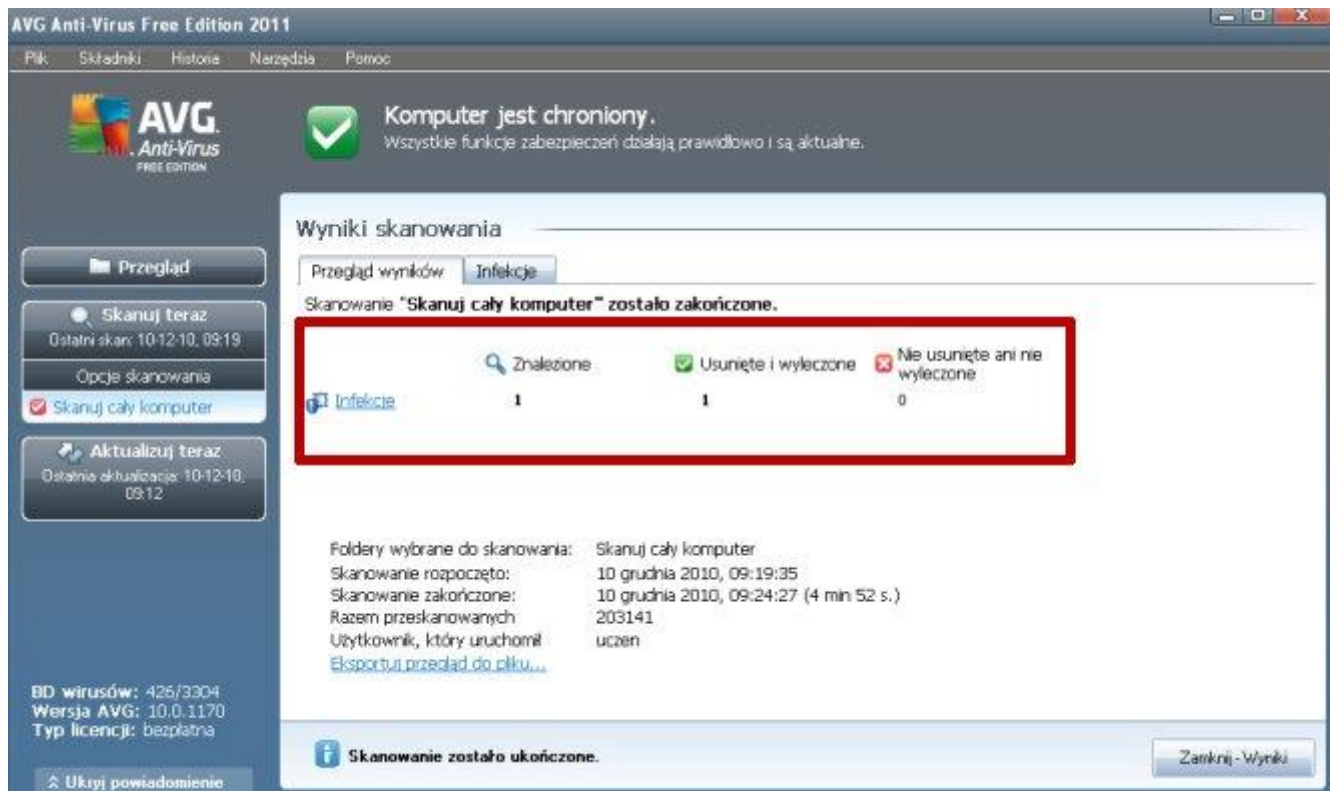 AVG Anti-Virus Free Edition 2011
Plik Składniki Historia Narzędzia Pomoc
AVG.
Anti-Virus
FREE EDITION
Komputer jest chroniony.
Wszystkie funkcje zabezpieczeń działają prawidłowo i są aktualne.
Przegląd
Skanuj teraz
Ostatni skan: 10-12-10, 09:19
Opcje skanowania
Skanuj cały komputer
Aktualizuj teraz
Ostatnia aktualizacja: 10-12-10,
09:12
BD wirusów: 426/3304
Wersja AVG: 10.0.1170
Typ licencji: bezpłatna
Ukryj powiadomienie
Wyniki skanowania
Przegląd wyników Infekcje
Skanowanie "Skanuj cały komputer" zostało zakończone.
Znalezione Usunięte i wyleczone Nie usunięte ani nie
wyleczone
Infekcje 1 1 0
Foldery wybrane do skanowania: Skanuj cały komputer
Skanowanie rozpoczęto: 10 grudnia 2010, 09:19:35
Skanowanie zakończone: 10 grudnia 2010, 09:24:27 (4 min 52 s.)
Razem przeskanowanych 203141
Użytkownik, który uruchomił uczen
Eksportuj przegląd do pliku...
Skanowanie zostało ukończone.
Zamknij - Wyniki